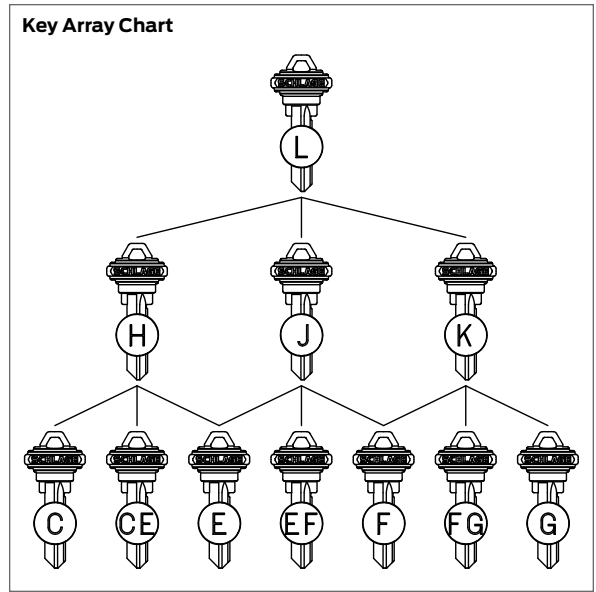 Key Array Chart
SCHLAGE
L
SCHLAGE SCHLAGE SCHLAGE
H J K
SCHLAGE SCHLAGE SCHLAGE SCHLAGE SCHLAGE SCHLAGE SCHLAGE
C CE E EF F FG G